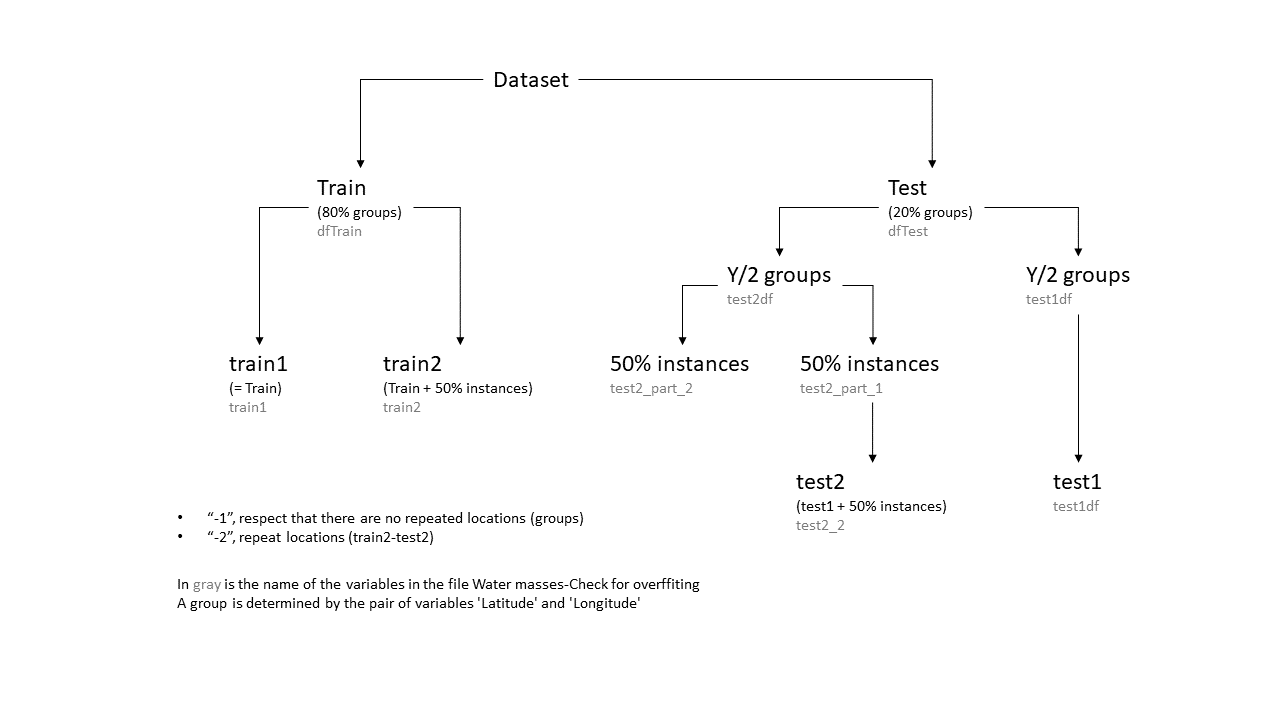 Dataset
Train
(80% groups)
dfTrain
Test
(20% groups)
dfTest
Y/2 groups
test2df
Y/2 groups
test1df
train1
(= Train)
train1
train2
(Train + 50% instances)
train2
50% instances
test2_part_2
50% instances
test2_part_1
test2
(test1 + 50% instances)
test2_2
test1
test1df
• “-1”, respect that there are no repeated locations (groups)
• “-2”, repeat locations (train2-test2)
In gray is the name of the variables in the file Water masses-Check for overffiting
A group is determined by the pair of variables 'Latitude' and 'Longitude'